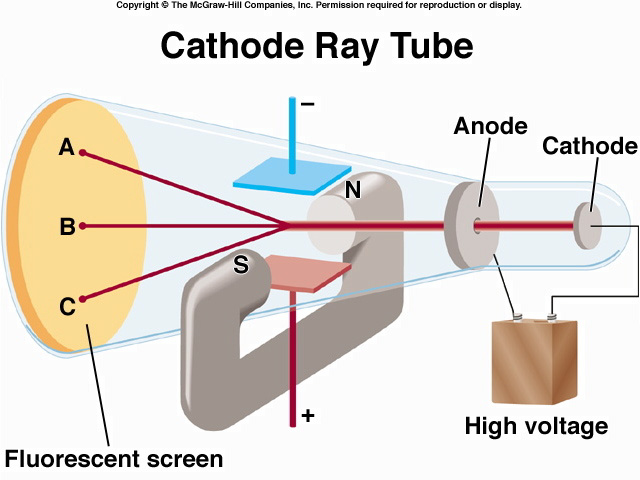 Copyright © The McGraw-Hill Companies, Inc. Permission required for reproduction or display.
Cathode Ray Tube
–
Anode
Cathode
A
N
B
S
C
+
High voltage
Fluorescent screen